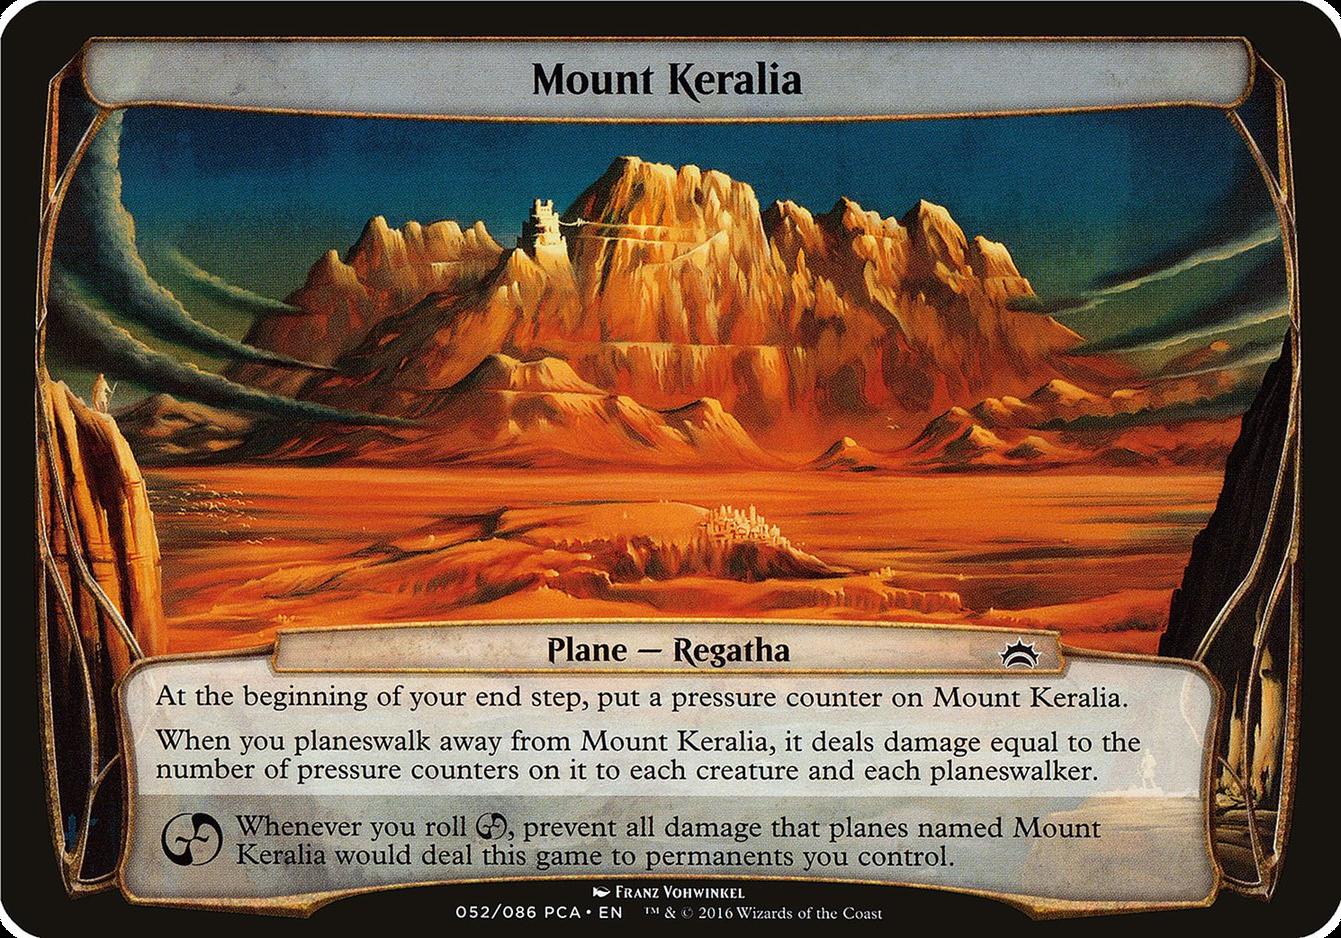 Mount Keralia
Plane — Regatha
At the beginning of your end step, put a pressure counter on Mount Keralia.
When you planeswalk away from Mount Keralia, it deals damage equal to the
number of pressure counters on it to each creature and each planeswalker.
Whenever you roll , prevent all damage that planes named Mount
Keralia would deal this game to permanents you control.
Franz Vohwinkel
052/086 PCA • EN ™ & © 2016 Wizards of the Coast